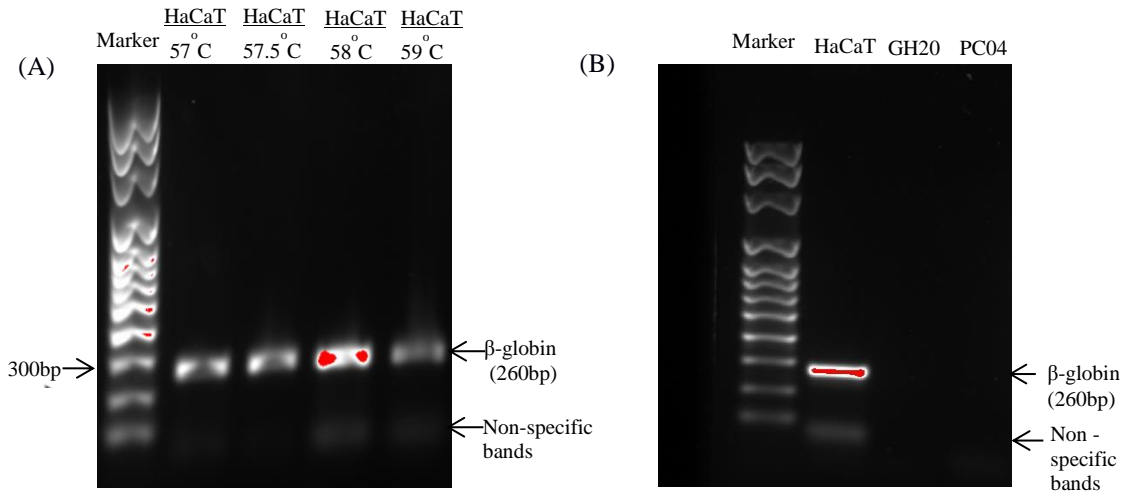 (A)
Marker
HaCaT HaCaT HaCaT HaCaT
57°C 57.5°C 58°C 59°C
300bp
β-globin
(260bp)
Non-specific
bands
(B)
Marker HaCaT GH20 PC04
β-globin
(260bp)
Non -
specific
bands